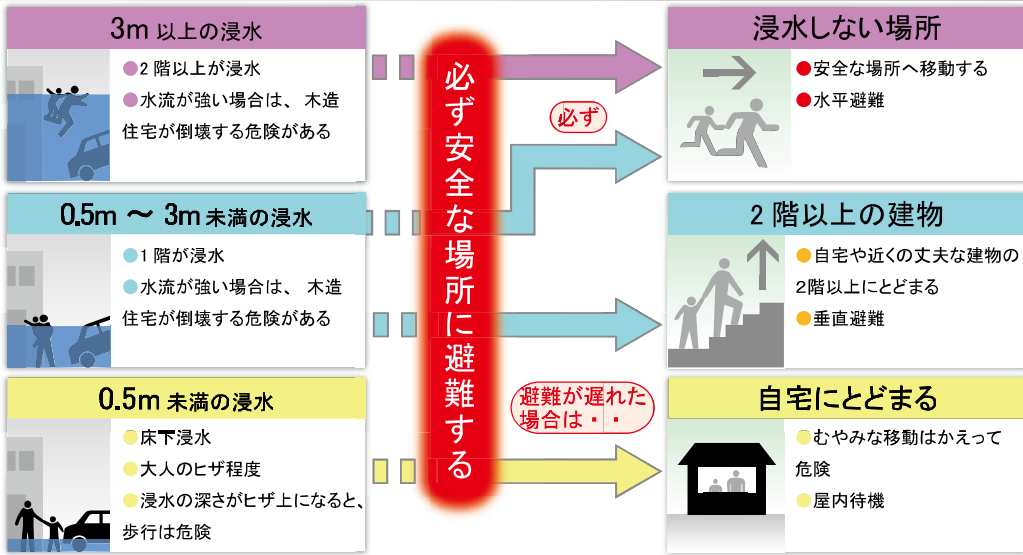 3m 以上の浸水
●2 階以上が浸水
●水流が強い場合は、 木造
住宅が倒壊する危険がある
0.5m ～ 3m 未満の浸水
●1 階が浸水
●水流が強い場合は、 木造
住宅が倒壊する危険がある
0.5m 未満の浸水
●床下浸水
●大人のヒザ程度
●浸水の深さがヒザ上になると、
歩行は危険
必ず安全な場所に避難する
必ず
避難が遅れた
場合は・・
浸水しない場所
●安全な場所へ移動する
●水平避難
2 階以上の建物
●自宅や近くの丈夫な建物の
2階以上にとどまる
●垂直避難
自宅にとどまる
●むやみな移動はかえって
危険
●屋内待機